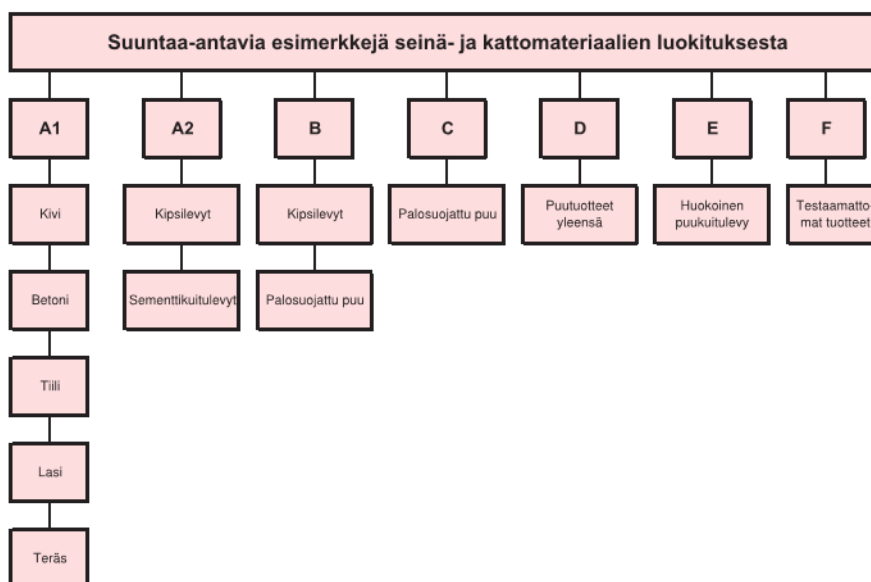 Suuntaa-antavia esimerkkejä seinä- ja kattomateriaalien luokituksesta
A1
A2
B
C
D
E
F
Kivi
Kipsilevyt
Kipsilevyt
Palosuojattu puu
Puutuotteet
yleensä
Huokoinen
puukuitulevy
Testaamatto-
mat tuotteet
Betoni
Sementtikuitulevyt
Palosuojattu puu
Tiili
Lasi
Teräs